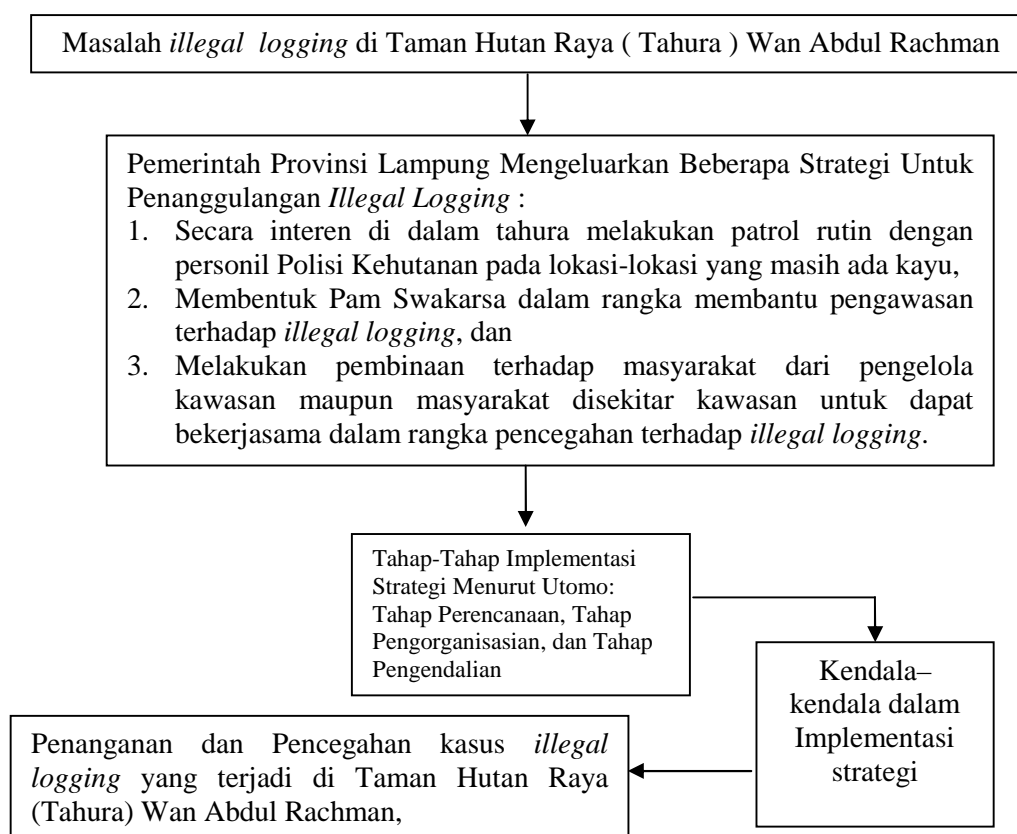 Masalah illegal logging di Taman Hutan Raya ( Tahura ) Wan Abdul Rachman
Pemerintah Provinsi Lampung Mengeluarkan Beberapa Strategi Untuk
Penanggulangan Illegal Logging :
1. Secara interen di dalam tahura melakukan patrol rutin dengan
personil Polisi Kehutanan pada lokasi-lokasi yang masih ada kayu,
2. Membentuk Pam Swakarsa dalam rangka membantu pengawasan
terhadap illegal logging, dan
3. Melakukan pembinaan terhadap masyarakat dari pengelola
kawasan maupun masyarakat disekitar kawasan untuk dapat
bekerjasama dalam rangka pencegahan terhadap illegal logging.
Tahap-Tahap Implementasi
Strategi Menurut Utomo:
Tahap Perencanaan, Tahap
Pengorganisasian, dan Tahap
Pengendalian
Kendala–
kendala dalam
Implementasi
strategi
Penanganan dan Pencegahan kasus illegal
logging yang terjadi di Taman Hutan Raya
(Tahura) Wan Abdul Rachman,